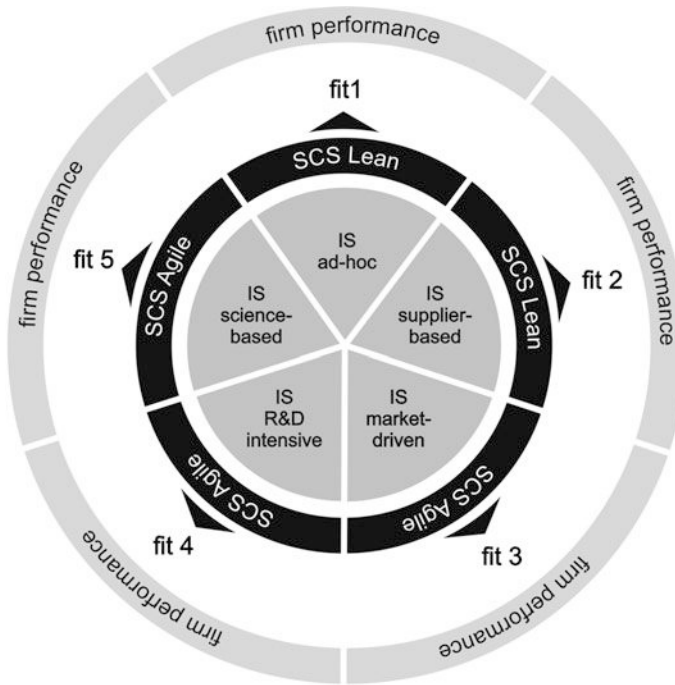 firm performance
fit1
SCS Lean
IS
ad-hoc
firm performance
fit 2
SCS Lean
IS
supplier-
based
firm performance
fit 3
SCS Agile
IS
market-
driven
firm performance
fit 4
SCS Agile
IS
R&D
intensive
firm performance
fit 5
SCS Agile
IS
science-
based